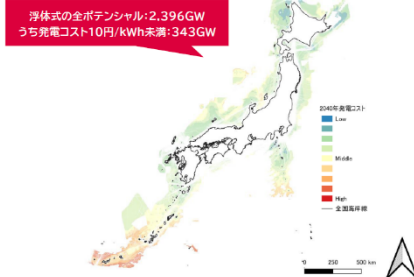 浮体式の全ポテンシャル:2,396GW
うち発電コスト10円/kWh未満:343GW
2040年発電コスト
Low
Middle
High
全国海岸線
0 250 500 km